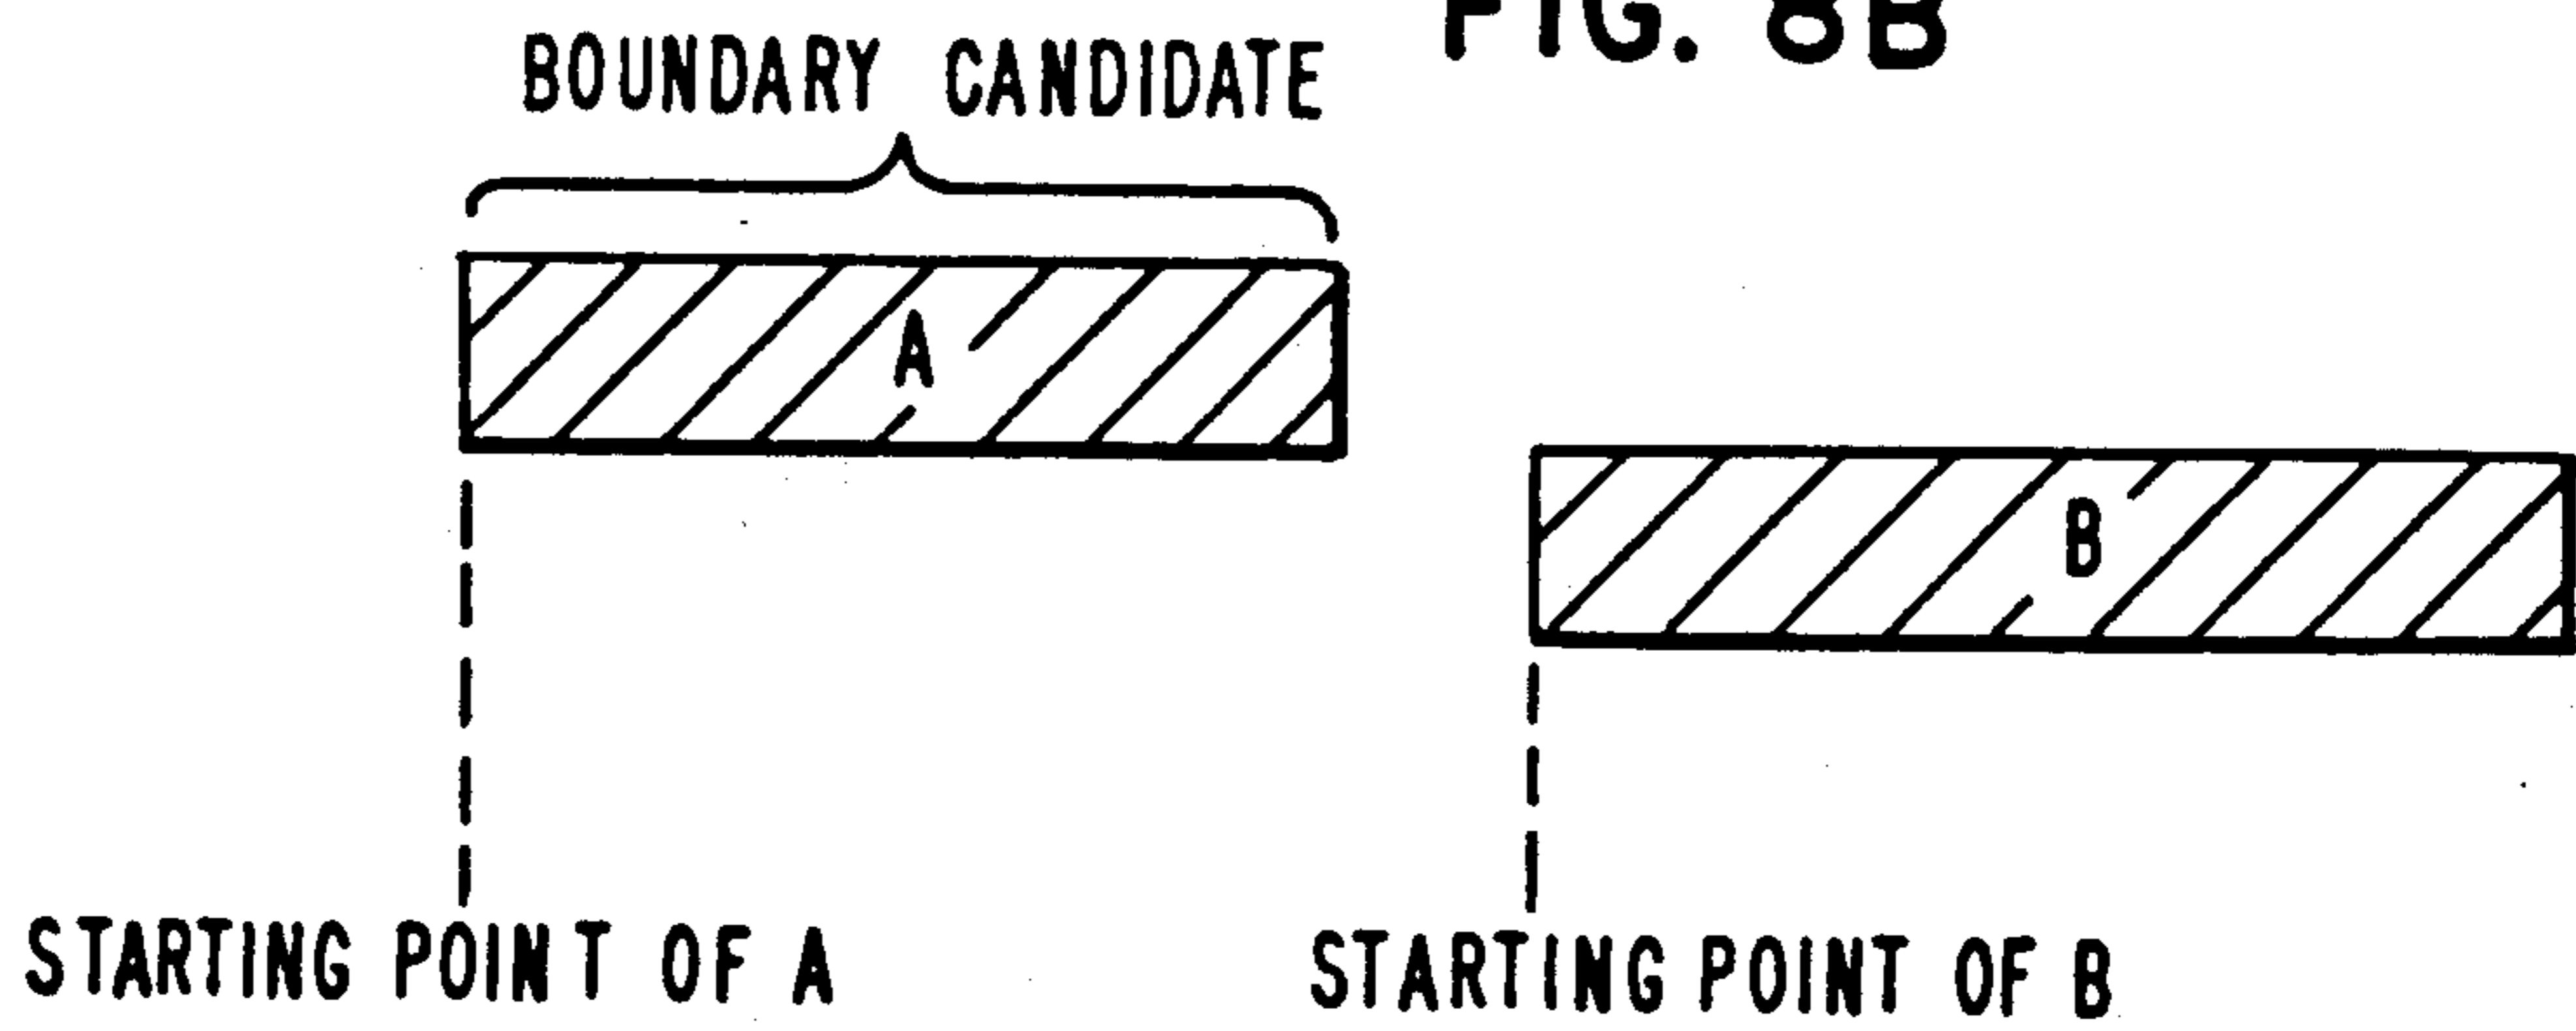 FIG. 8B
BOUNDARY CANDIDATE
A
B
STARTING POINT OF A
STARTING POINT OF B